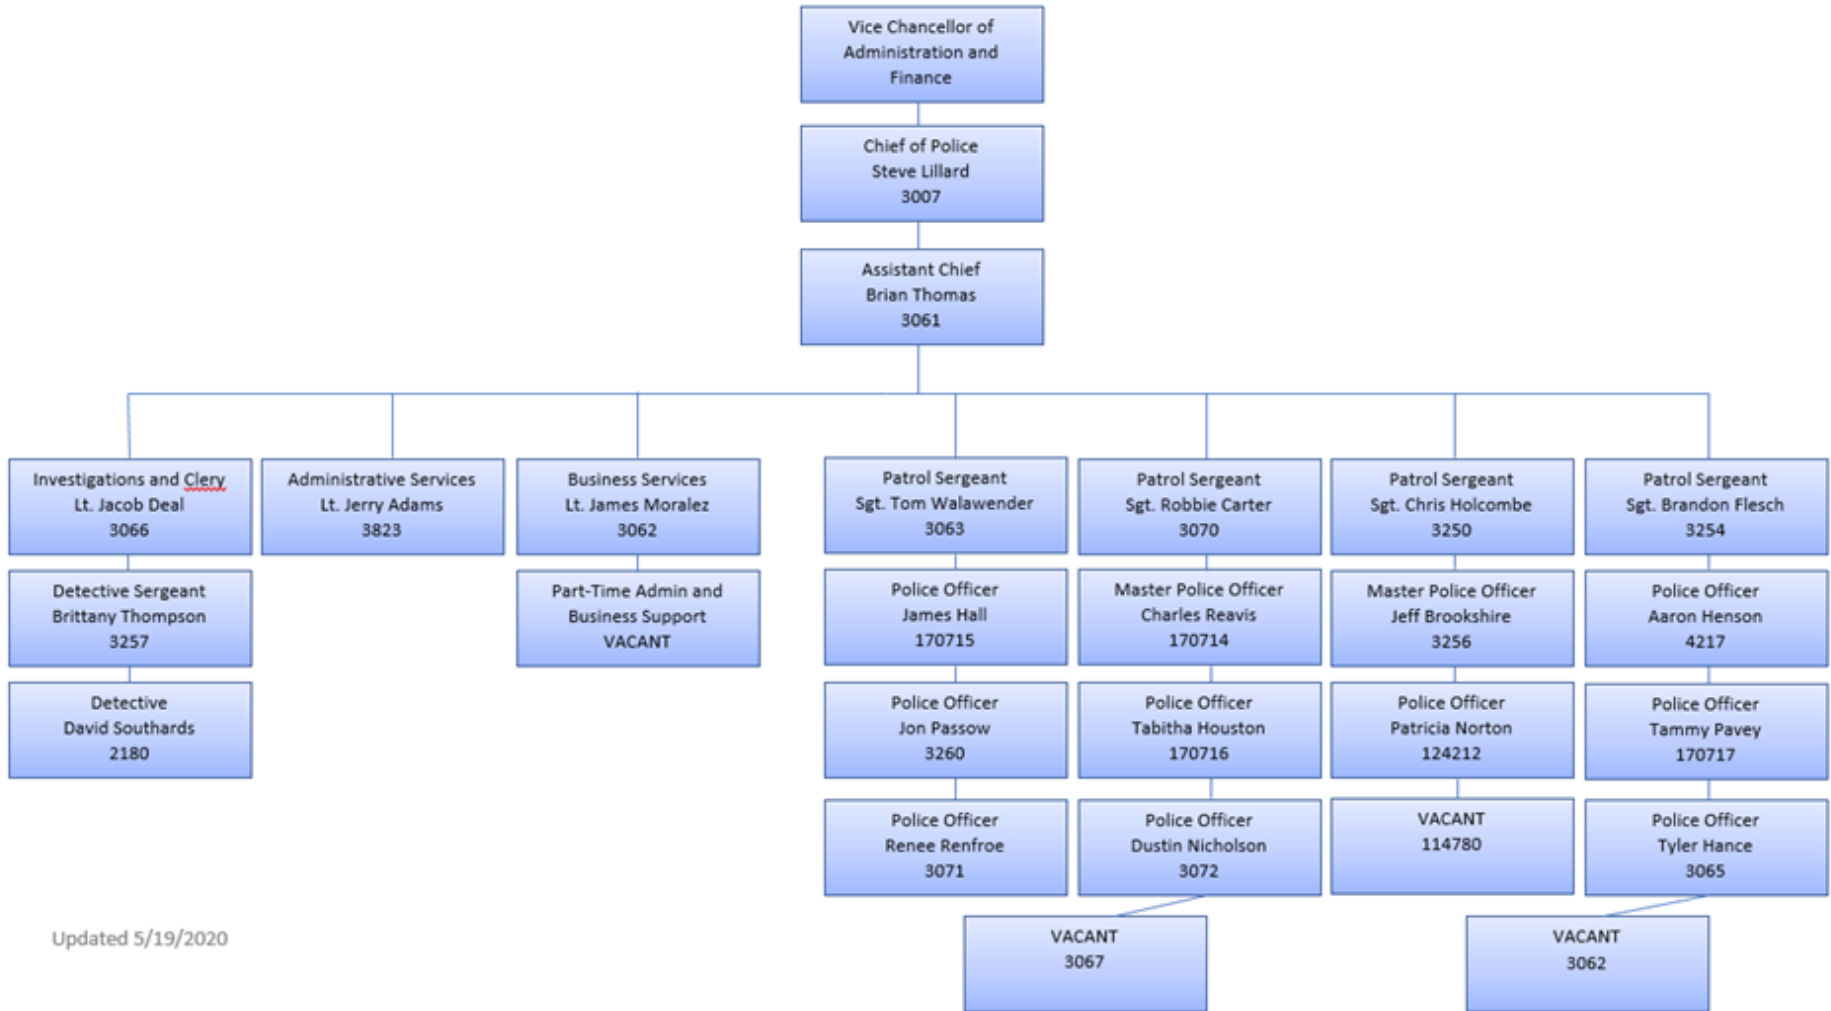 Vice Chancellor of
Administration and
Finance
Chief of Police
Steve Lillard
3007
Assistant Chief
Brian Thomas
3061
Investigations and Clery
Lt. Jacob Deal
3066
Administrative Services
Lt. Jerry Adams
3823
Business Services
Lt. James Moralez
3062
Patrol Sergeant
Sgt. Tom Walawender
3063
Patrol Sergeant
Sgt. Robbie Carter
3070
Patrol Sergeant
Sgt. Chris Holcombe
3250
Patrol Sergeant
Sgt. Brandon Flesch
3254
Detective Sergeant
Brittany Thompson
3257
Part-Time Admin and
Business Support
VACANT
Police Officer
James Hall
170715
Master Police Officer
Charles Reavis
170714
Master Police Officer
Jeff Brookshire
3256
Police Officer
Aaron Henson
4217
Detective
David Southards
2180
Police Officer
Jon Passow
3260
Police Officer
Tabitha Houston
170716
Police Officer
Patricia Norton
124212
Police Officer
Tammy Pavey
170717
Police Officer
Renee Renfroe
3071
Police Officer
Dustin Nicholson
3072
VACANT
114780
Police Officer
Tyler Hance
3065
Updated 5/19/2020
VACANT
3067
VACANT
3062